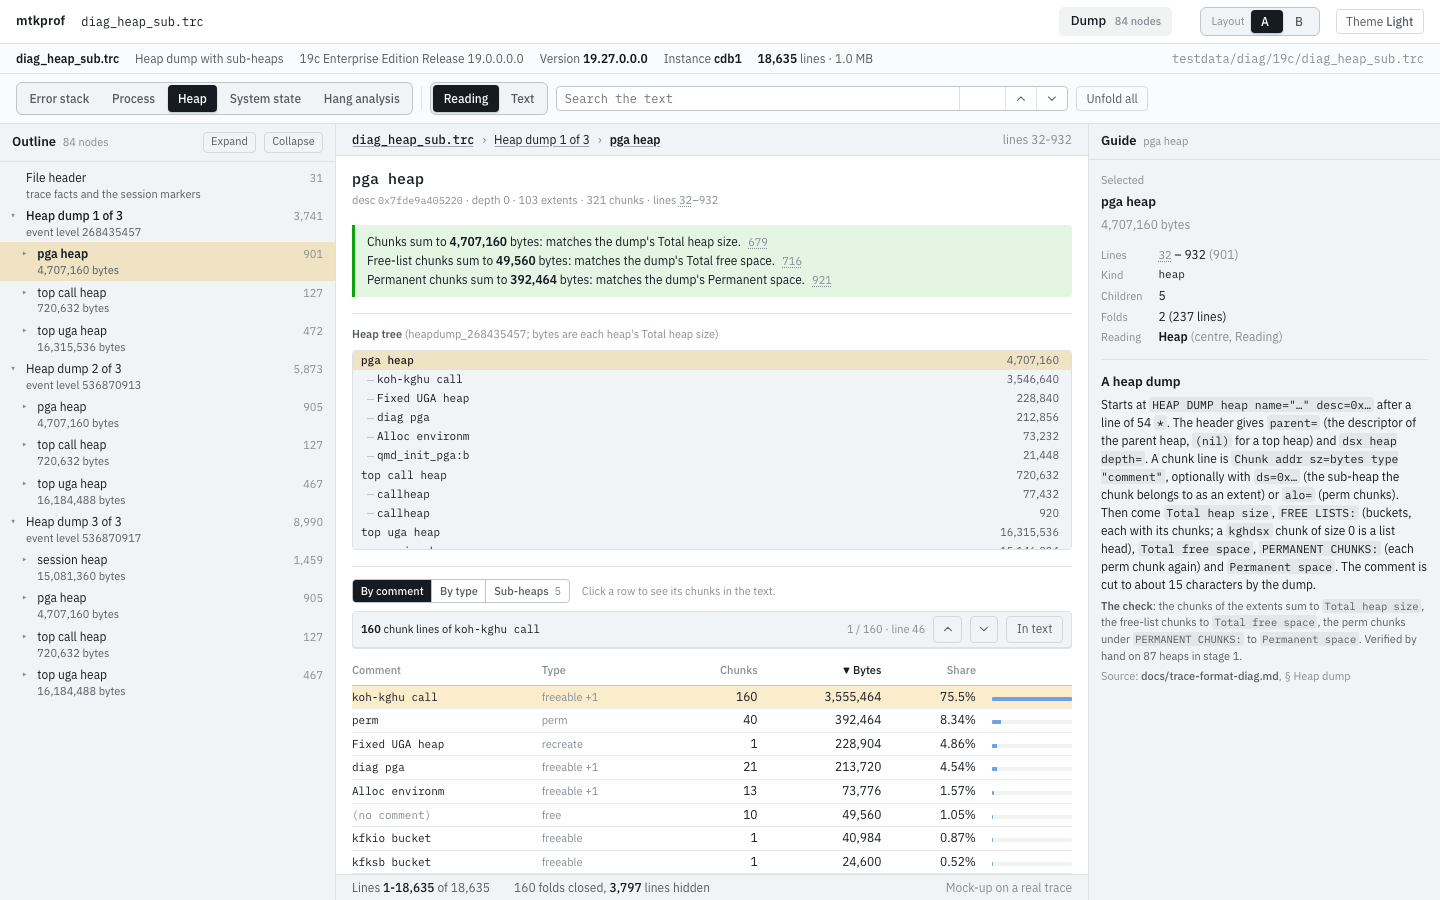 mtkprof diag_heap_sub.trc Dump 84 nodes Layout A B Theme Light
diag_heap_sub.trc Heap dump with sub-heaps 19c Enterprise Edition Release 19.0.0.0.0 Version 19.27.0.0.0 Instance cdb1 18,635 lines · 1.0 MB testdata/diag/19c/diag_heap_sub.trc
Error stack Process Heap System state Hang analysis Reading Text Search the text Unfold all
Outline 84 nodes Expand Collapse
File header 31
trace facts and the session markers
Heap dump 1 of 3 3,741
event level 268435457
pga heap 901
4,707,160 bytes
top call heap 127
720,632 bytes
top uga heap 472
16,315,536 bytes
Heap dump 2 of 3 5,873
event level 536870913
pga heap 905
4,707,160 bytes
top call heap 127
720,632 bytes
top uga heap 467
16,184,488 bytes
Heap dump 3 of 3 8,990
event level 536870917
session heap 1,459
15,081,360 bytes
pga heap 905
4,707,160 bytes
top call heap 127
720,632 bytes
top uga heap 467
16,184,488 bytes
diag_heap_sub.trc › Heap dump 1 of 3 › pga heap lines 32-932
pga heap
desc 0x7fde9a405220 · depth 0 · 103 extents · 321 chunks · lines 32–932
Chunks sum to 4,707,160 bytes: matches the dump's Total heap size. 679
Free-list chunks sum to 49,560 bytes: matches the dump's Total free space. 716
Permanent chunks sum to 392,464 bytes: matches the dump's Permanent space. 921
Heap tree (heapdump_268435457; bytes are each heap's Total heap size)
pga heap 4,707,160
koh-kghu call 3,546,640
Fixed UGA heap 228,840
diag pga 212,856
Alloc environm 73,232
qmd_init_pga:b 21,448
top call heap 720,632
callheap 77,432
callheap 920
top uga heap 16,315,536
By comment By type Sub-heaps 5 Click a row to see its chunks in the text.
160 chunk lines of koh-kghu call 1 / 160 · line 46 In text
Comment Type Chunks ▼ Bytes Share
koh-kghu call freeable +1 160 3,555,464 75.5%
perm perm 40 392,464 8.34%
Fixed UGA heap recreate 1 228,904 4.86%
diag pga freeable +1 21 213,720 4.54%
Alloc environm freeable +1 13 73,776 1.57%
(no comment) free 10 49,560 1.05%
kfkio bucket freeable 1 40,984 0.87%
kfksb bucket freeable 1 24,600 0.52%
Lines 1-18,635 of 18,635 160 folds closed, 3,797 lines hidden Mock-up on a real trace
Guide pga heap
Selected
pga heap
4,707,160 bytes
Lines 32 – 932 (901)
Kind heap
Children 5
Folds 2 (237 lines)
Reading Heap (centre, Reading)
A heap dump
Starts at HEAP DUMP heap name="…" desc=0x… after a
line of 54 *. The header gives parent= (the descriptor of
the parent heap, (nil) for a top heap) and dsx heap
depth=. A chunk line is Chunk addr sz=bytes type
"comment", optionally with ds=0x… (the sub-heap the
chunk belongs to as an extent) or alo= (perm chunks).
Then come Total heap size, FREE LISTS: (buckets,
each with its chunks; a kghdsx chunk of size 0 is a list
head), Total free space, PERMANENT CHUNKS: (each
perm chunk again) and Permanent space. The comment is
cut to about 15 characters by the dump.
The check: the chunks of the extents sum to Total heap size,
the free-list chunks to Total free space, the perm chunks
under PERMANENT CHUNKS: to Permanent space. Verified by
hand on 87 heaps in stage 1.
Source: docs/trace-format-diag.md, § Heap dump